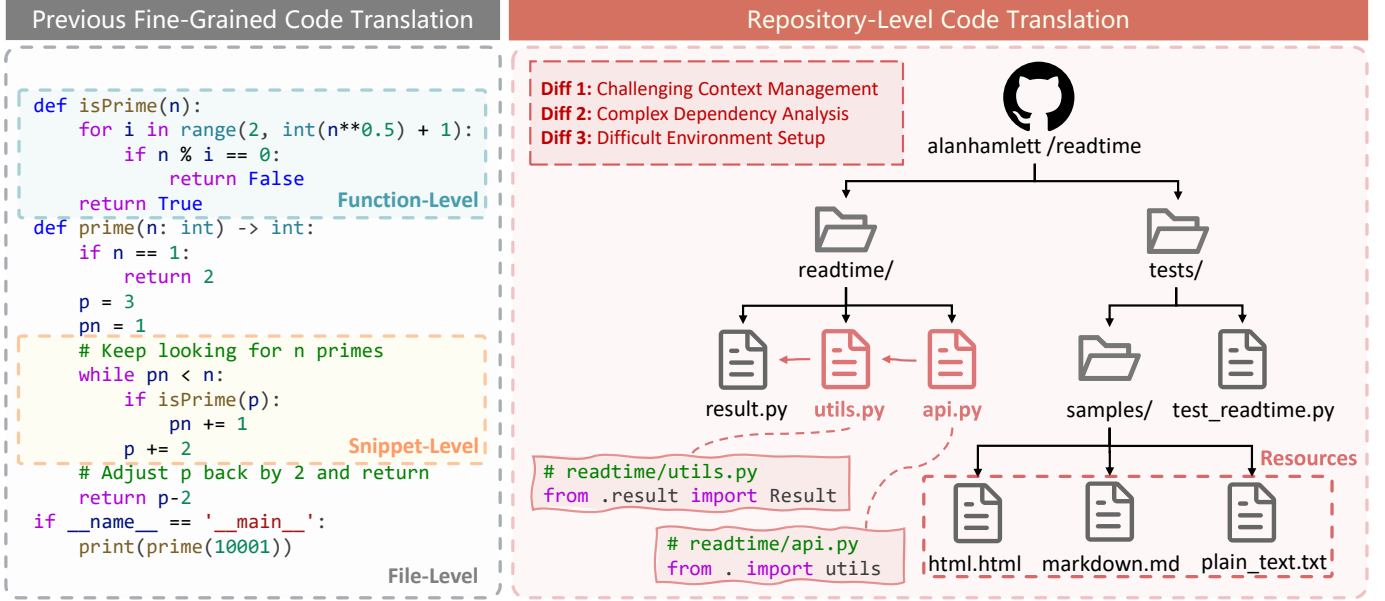 Previous Fine-Grained Code Translation
def isPrime(n):
    for i in range(2, int(n**0.5) + 1):
        if n % i == 0:
            return False
    return True
Function-Level
def prime(n: int) -> int:
    if n == 1:
        return 2
    p = 3
    pn = 1
    # Keep looking for n primes
    while pn < n:
        if isPrime(p):
            pn += 1
        p += 2
Snippet-Level
    # Adjust p back by 2 and return
    return p-2
if __name__ == '__main__':
    print(prime(10001))
File-Level
Repository-Level Code Translation
Diff 1: Challenging Context Management
Diff 2: Complex Dependency Analysis
Diff 3: Difficult Environment Setup
alanhamlett /readtime
readtime/
tests/
result.py
utils.py
api.py
samples/
test_readtime.py
# readtime/utils.py
from .result import Result
# readtime/api.py
from . import utils
Resources
html.html
markdown.md
plain_text.txt